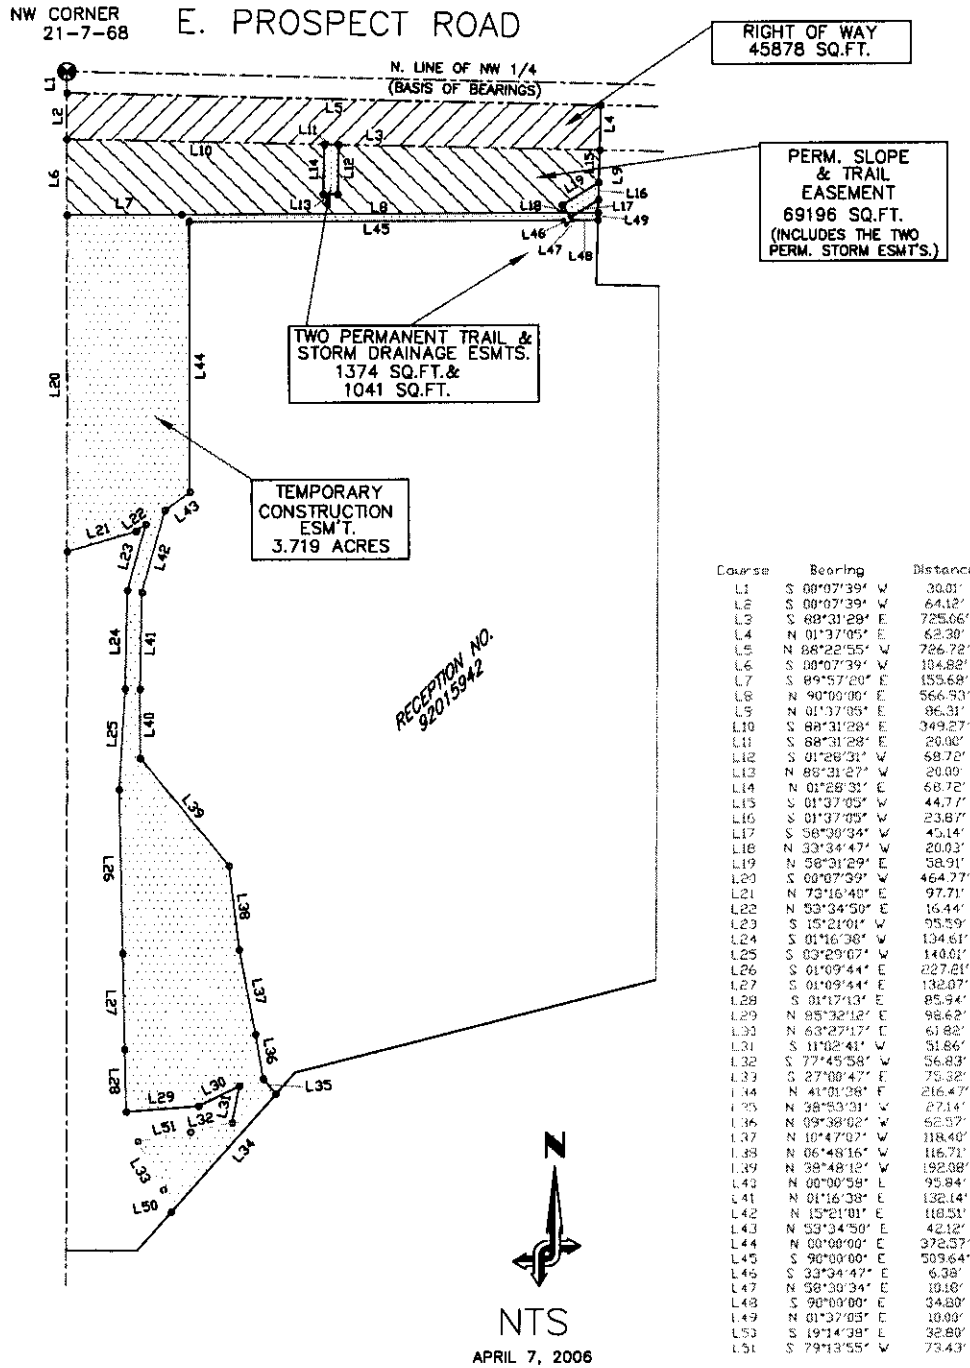 NW CORNER
21-7-68
E. PROSPECT ROAD
RIGHT OF WAY
45878 SQ.FT.
N. LINE OF NW 1/4
(BASIS OF BEARINGS)
L1
L2
L5
L4
L11
L3
L10
L14
L12
L15
L9
L6
L19
L16
L13
L18
L17
L7
L8
L49
L45
L46
L47
L48
PERM. SLOPE
& TRAIL
EASEMENT
69196 SQ.FT.
(INCLUDES THE TWO
PERM. STORM ESMT'S.)
TWO PERMANENT TRAIL &
STORM DRAINAGE ESMTS.
1374 SQ.FT.&
1041 SQ.FT.
L20
L44
TEMPORARY
CONSTRUCTION
ESM'T.
3.719 ACRES
L43
L22
L21
L23
L42
L24
L41
L25
L40
RECEPTION NO.
92015942
L39
L26
L38
L27
L37
L36
L28
L35
L30
L29
L31
L32
L51
L34
L33
L50
N
NTS
APRIL 7, 2006
Course Bearing Distance
L1 S 00°07'39" W 30.01'
L2 S 00°07'39" W 64.12'
L3 S 88°31'28" E 725.06'
L4 N 01°37'05" E 62.30'
L5 N 88°22'55" W 726.72'
L6 S 00°07'39" W 104.82'
L7 S 89°57'20" E 155.68'
L8 N 90°00'00" E 566.93'
L9 N 01°37'05" E 86.31'
L10 S 88°31'28" E 349.27'
L11 S 88°31'28" E 20.00'
L12 S 01°28'31" W 68.72'
L13 N 88°31'27" W 20.00'
L14 N 01°28'31" E 68.72'
L15 S 01°37'05" W 44.77'
L16 S 01°37'05" W 23.87'
L17 S 58°30'34" W 45.14'
L18 N 33°34'47" W 20.03'
L19 N 58°31'29" E 58.91'
L20 S 00°07'39" W 464.77'
L21 N 73°16'40" E 97.71'
L22 N 53°34'50" E 16.44'
L23 S 15°21'01" W 95.59'
L24 S 01°16'38" W 134.61'
L25 S 03°29'07" W 140.01'
L26 S 01°09'44" E 227.21'
L27 S 01°09'44" E 132.07'
L28 S 01°17'13" E 85.94'
L29 N 85°32'12" E 98.62'
L30 N 63°27'17" E 61.82'
L31 S 11°02'41" W 51.86'
L32 S 77°45'58" W 56.83'
L33 S 27°00'47" E 75.32'
L34 N 41°01'38" E 216.47'
L35 N 38°53'31" W 27.14'
L36 N 09°38'02" W 62.57'
L37 N 10°47'07" W 118.40'
L38 N 06°48'16" W 116.71'
L39 N 38°48'12" W 192.08'
L40 N 00°00'58" E 95.84'
L41 N 01°16'38" E 132.14'
L42 N 15°21'01" E 118.51'
L43 N 53°34'50" E 42.12'
L44 N 00°00'00" E 372.57'
L45 S 90°00'00" E 509.64'
L46 S 33°34'47" E 6.38'
L47 N 58°30'34" E 10.18'
L48 S 90°00'00" E 34.80'
L49 N 01°37'05" E 10.00'
L50 S 19°14'38" E 32.80'
L51 S 79°13'55" W 73.43'